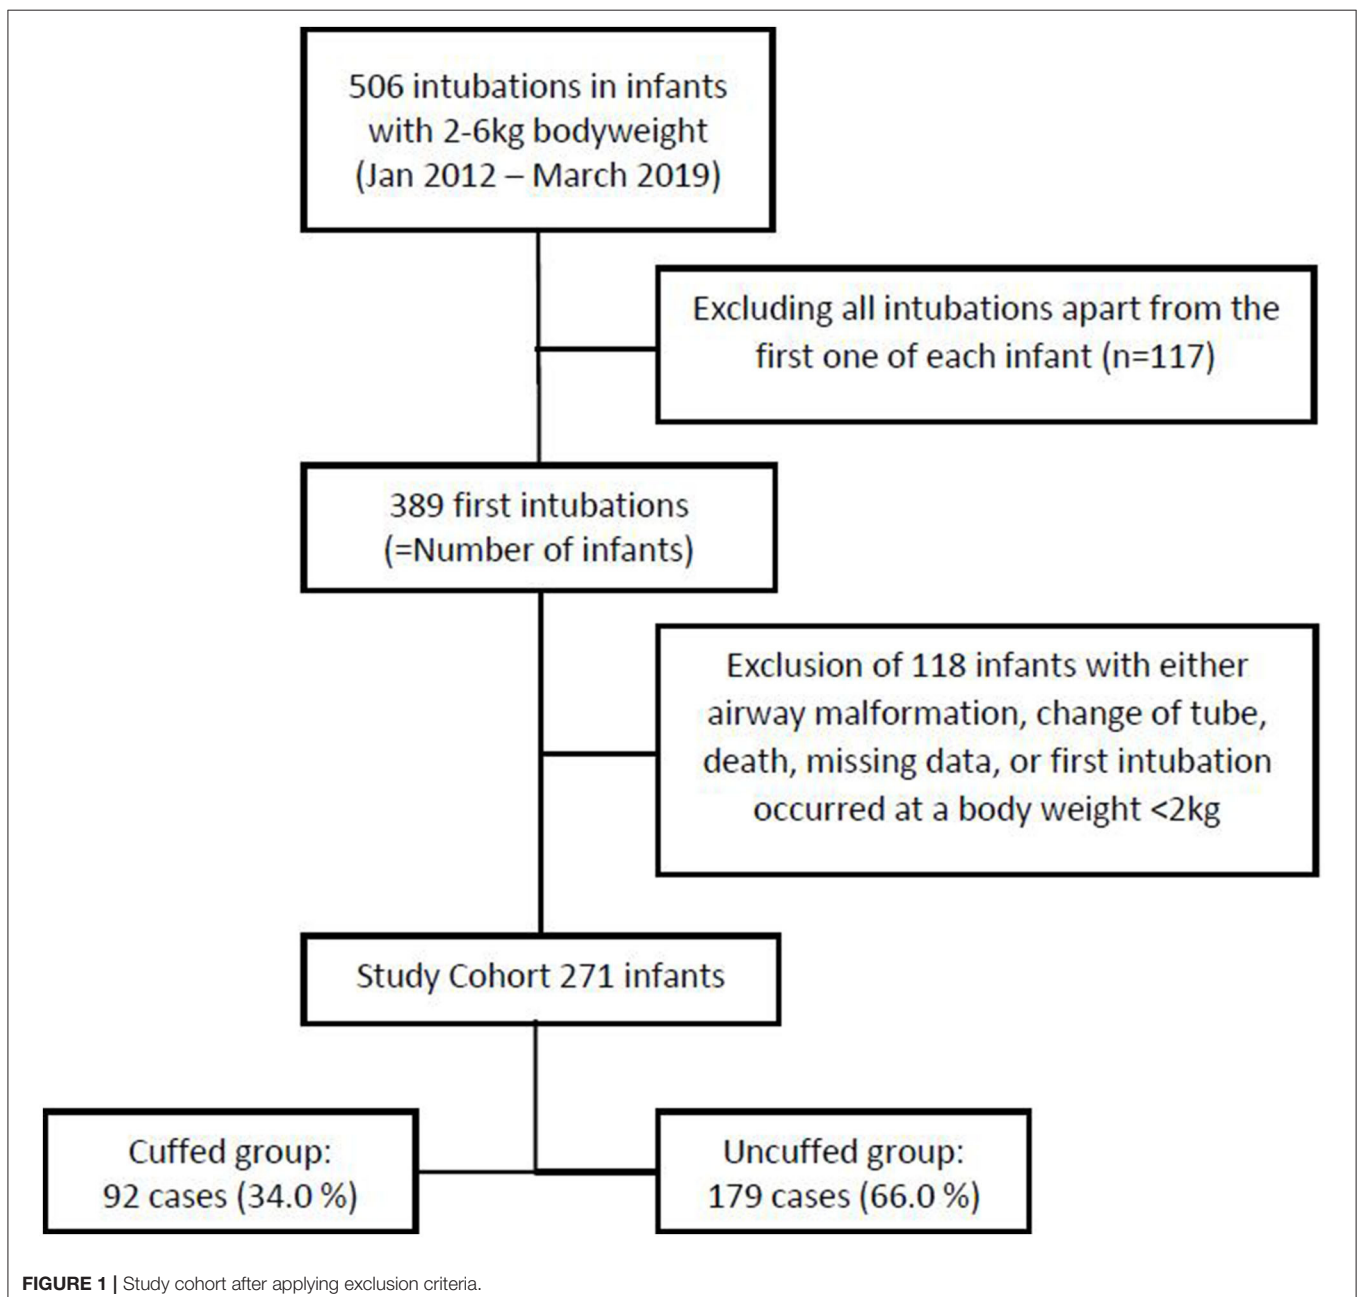 506 intubations in infants
with 2-6kg bodyweight
(Jan 2012 – March 2019)
Excluding all intubations apart from the
first one of each infant (n=117)
389 first intubations
(=Number of infants)
Exclusion of 118 infants with either
airway malformation, change of tube,
death, missing data, or first intubation
occurred at a body weight <2kg
Study Cohort 271 infants
Cuffed group:
92 cases (34.0 %)
Uncuffed group:
179 cases (66.0 %)
FIGURE 1 | Study cohort after applying exclusion criteria.